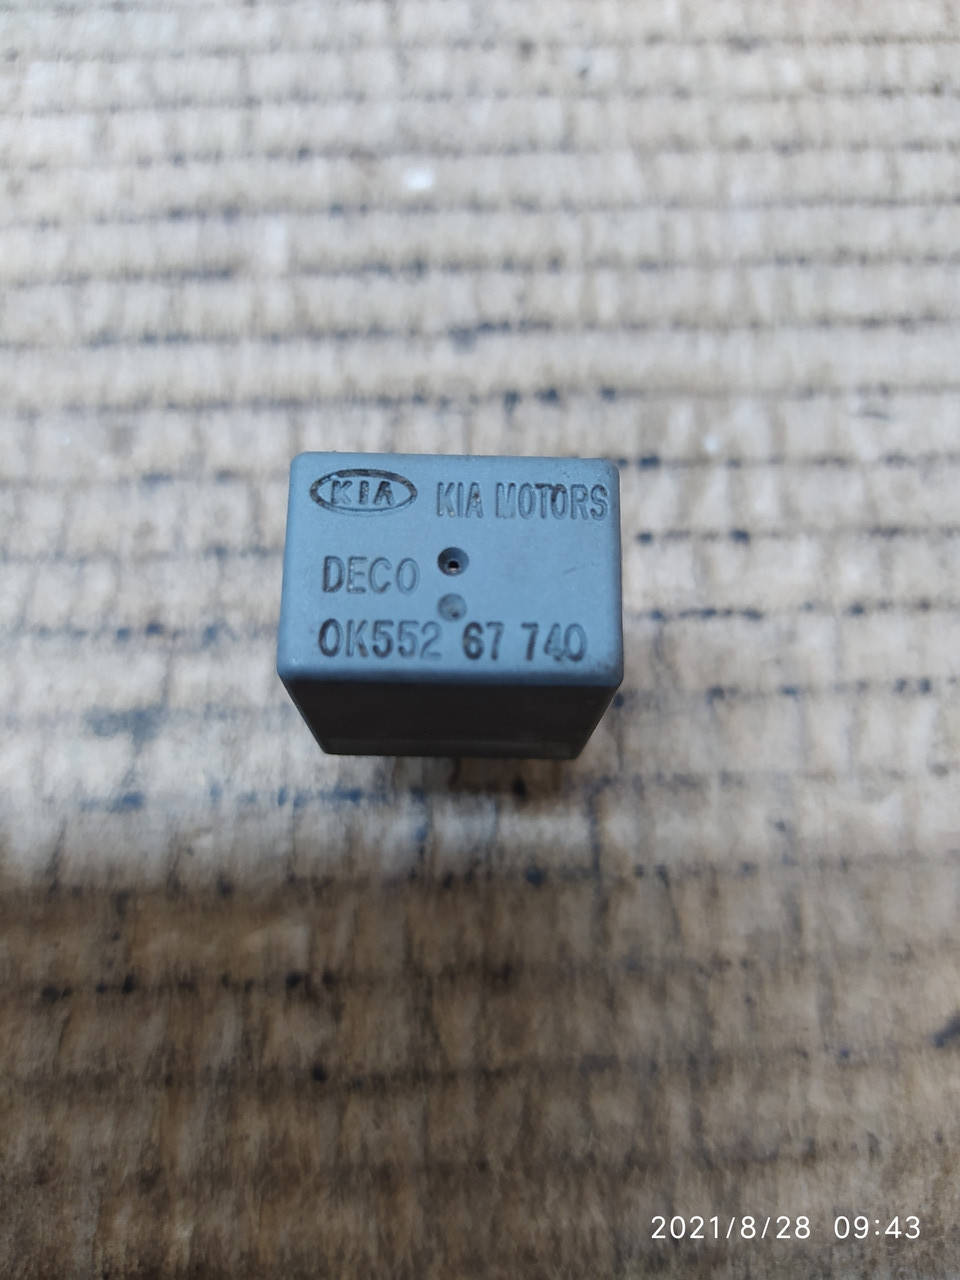 KIA KIA MOTORS
DECO
0K552 67 740
2021/8/28 09:43